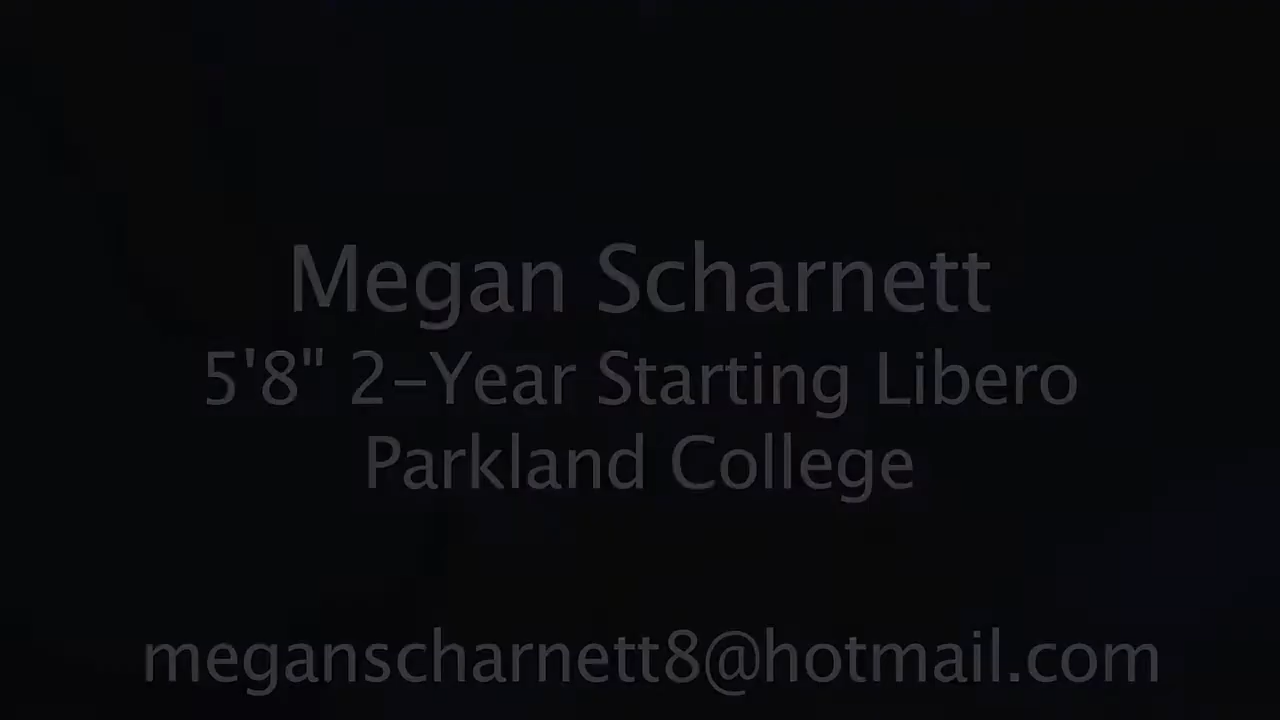 Megan Scharnett
5'8" 2-Year Starting Libero
Parkland College
meganscharnett8@hotmail.com